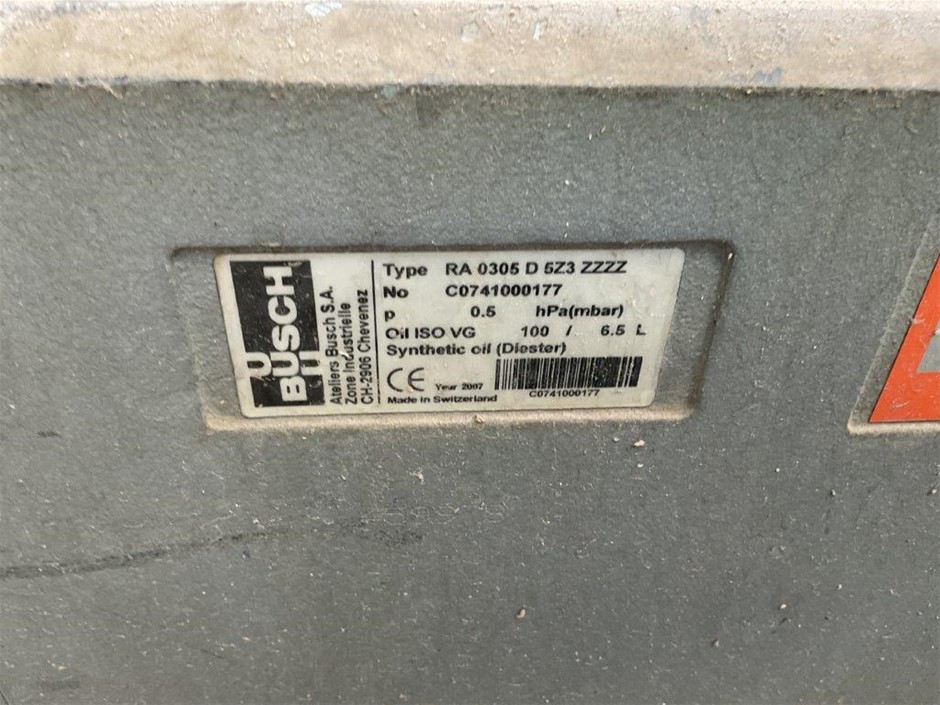 BUSCH
Ateliers Busch S.A.
Zone Industrielle
CH-2906 Chevenez
Type RA 0305 D 5Z3 ZZZZ
No C0741000177
p 0.5 hPa(mbar)
Oil ISO VG 100 / 6.5 L
Synthetic oil (Diester)
CE Year 2007
Made in Switzerland
C0741000177